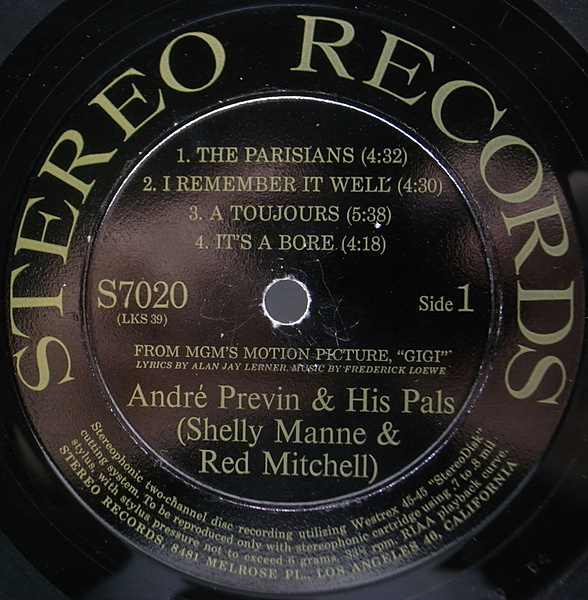 STEREO RECORDS
1. THE PARISIANS (4:32)
2. I REMEMBER IT WELL (4:30)
3. A TOUJOURS (5:38)
4. IT'S A BORE (4:18)
S7020
(LKS 39)
Side 1
FROM MGM'S MOTION PICTURE, "GIGI"
LYRICS BY ALAN JAY LERNER. MUSIC BY FREDERICK LOEWE
André Previn & His Pals
(Shelly Manne &
Red Mitchell)
Stereophonic two-channel disc recording utilizing Westrex 45-45 "StereoDisk"
cutting system. To be reproduced only with stereophonic cartridge using .7 to .8 mil.
stylus, with stylus pressure not to exceed 6 grams, 33⅓ rpm, RIAA playback curve
STEREO RECORDS, 8481 MELROSE PL., LOS ANGELES 46, CALIFORNIA